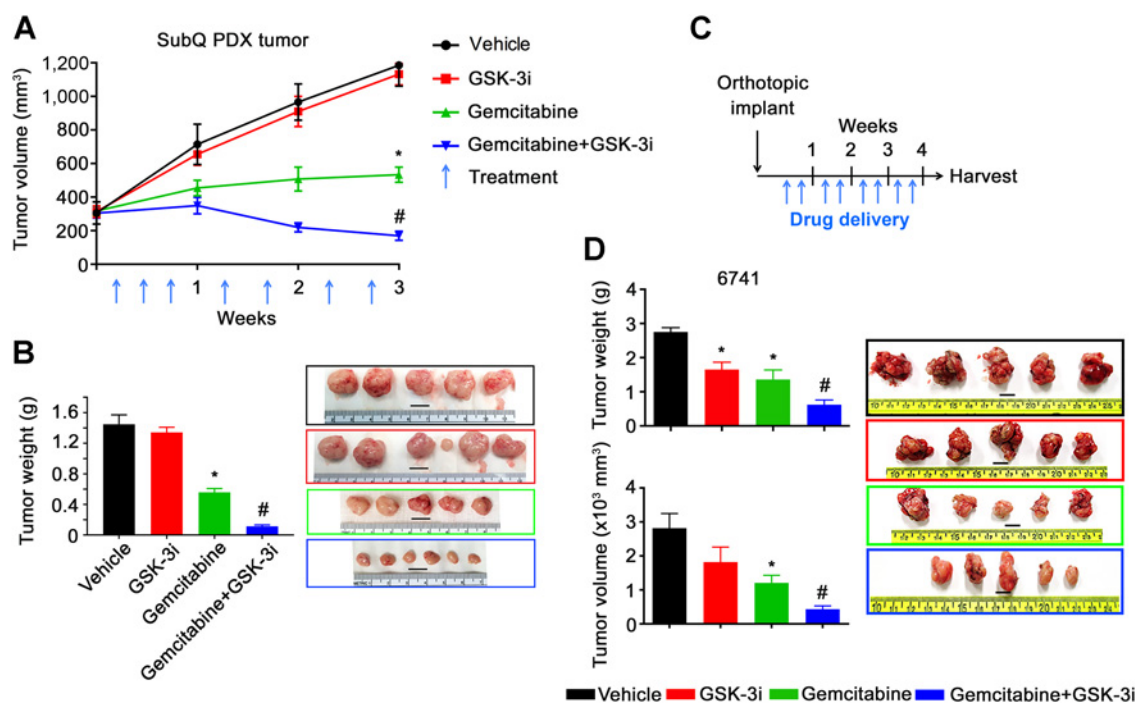 A
SubQ PDX tumor
Tumor volume (mm³)
1,200
1,000
800
600
400
200
0
*
#
1
2
3
Weeks
Vehicle
GSK-3i
Gemcitabine
Gemcitabine+GSK-3i
Treatment
B
Tumor weight (g)
1.6
1.2
0.8
0.4
0
*
#
Vehicle
GSK-3i
Gemcitabine
Gemcitabine+GSK-3i
C
Orthotopic
implant
Weeks
1 2 3 4
Harvest
Drug delivery
D
6741
Tumor weight (g)
4
3
2
1
0
* * #
Tumor volume (x10³ mm³)
4
3
2
1
0
* #
Vehicle GSK-3i Gemcitabine Gemcitabine+GSK-3i